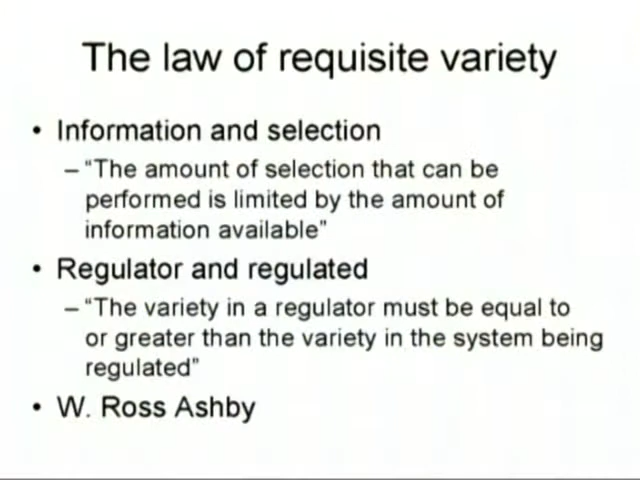 The law of requisite variety
• Information and selection
– "The amount of selection that can be
performed is limited by the amount of
information available"
• Regulator and regulated
– "The variety in a regulator must be equal to
or greater than the variety in the system being
regulated"
• W. Ross Ashby